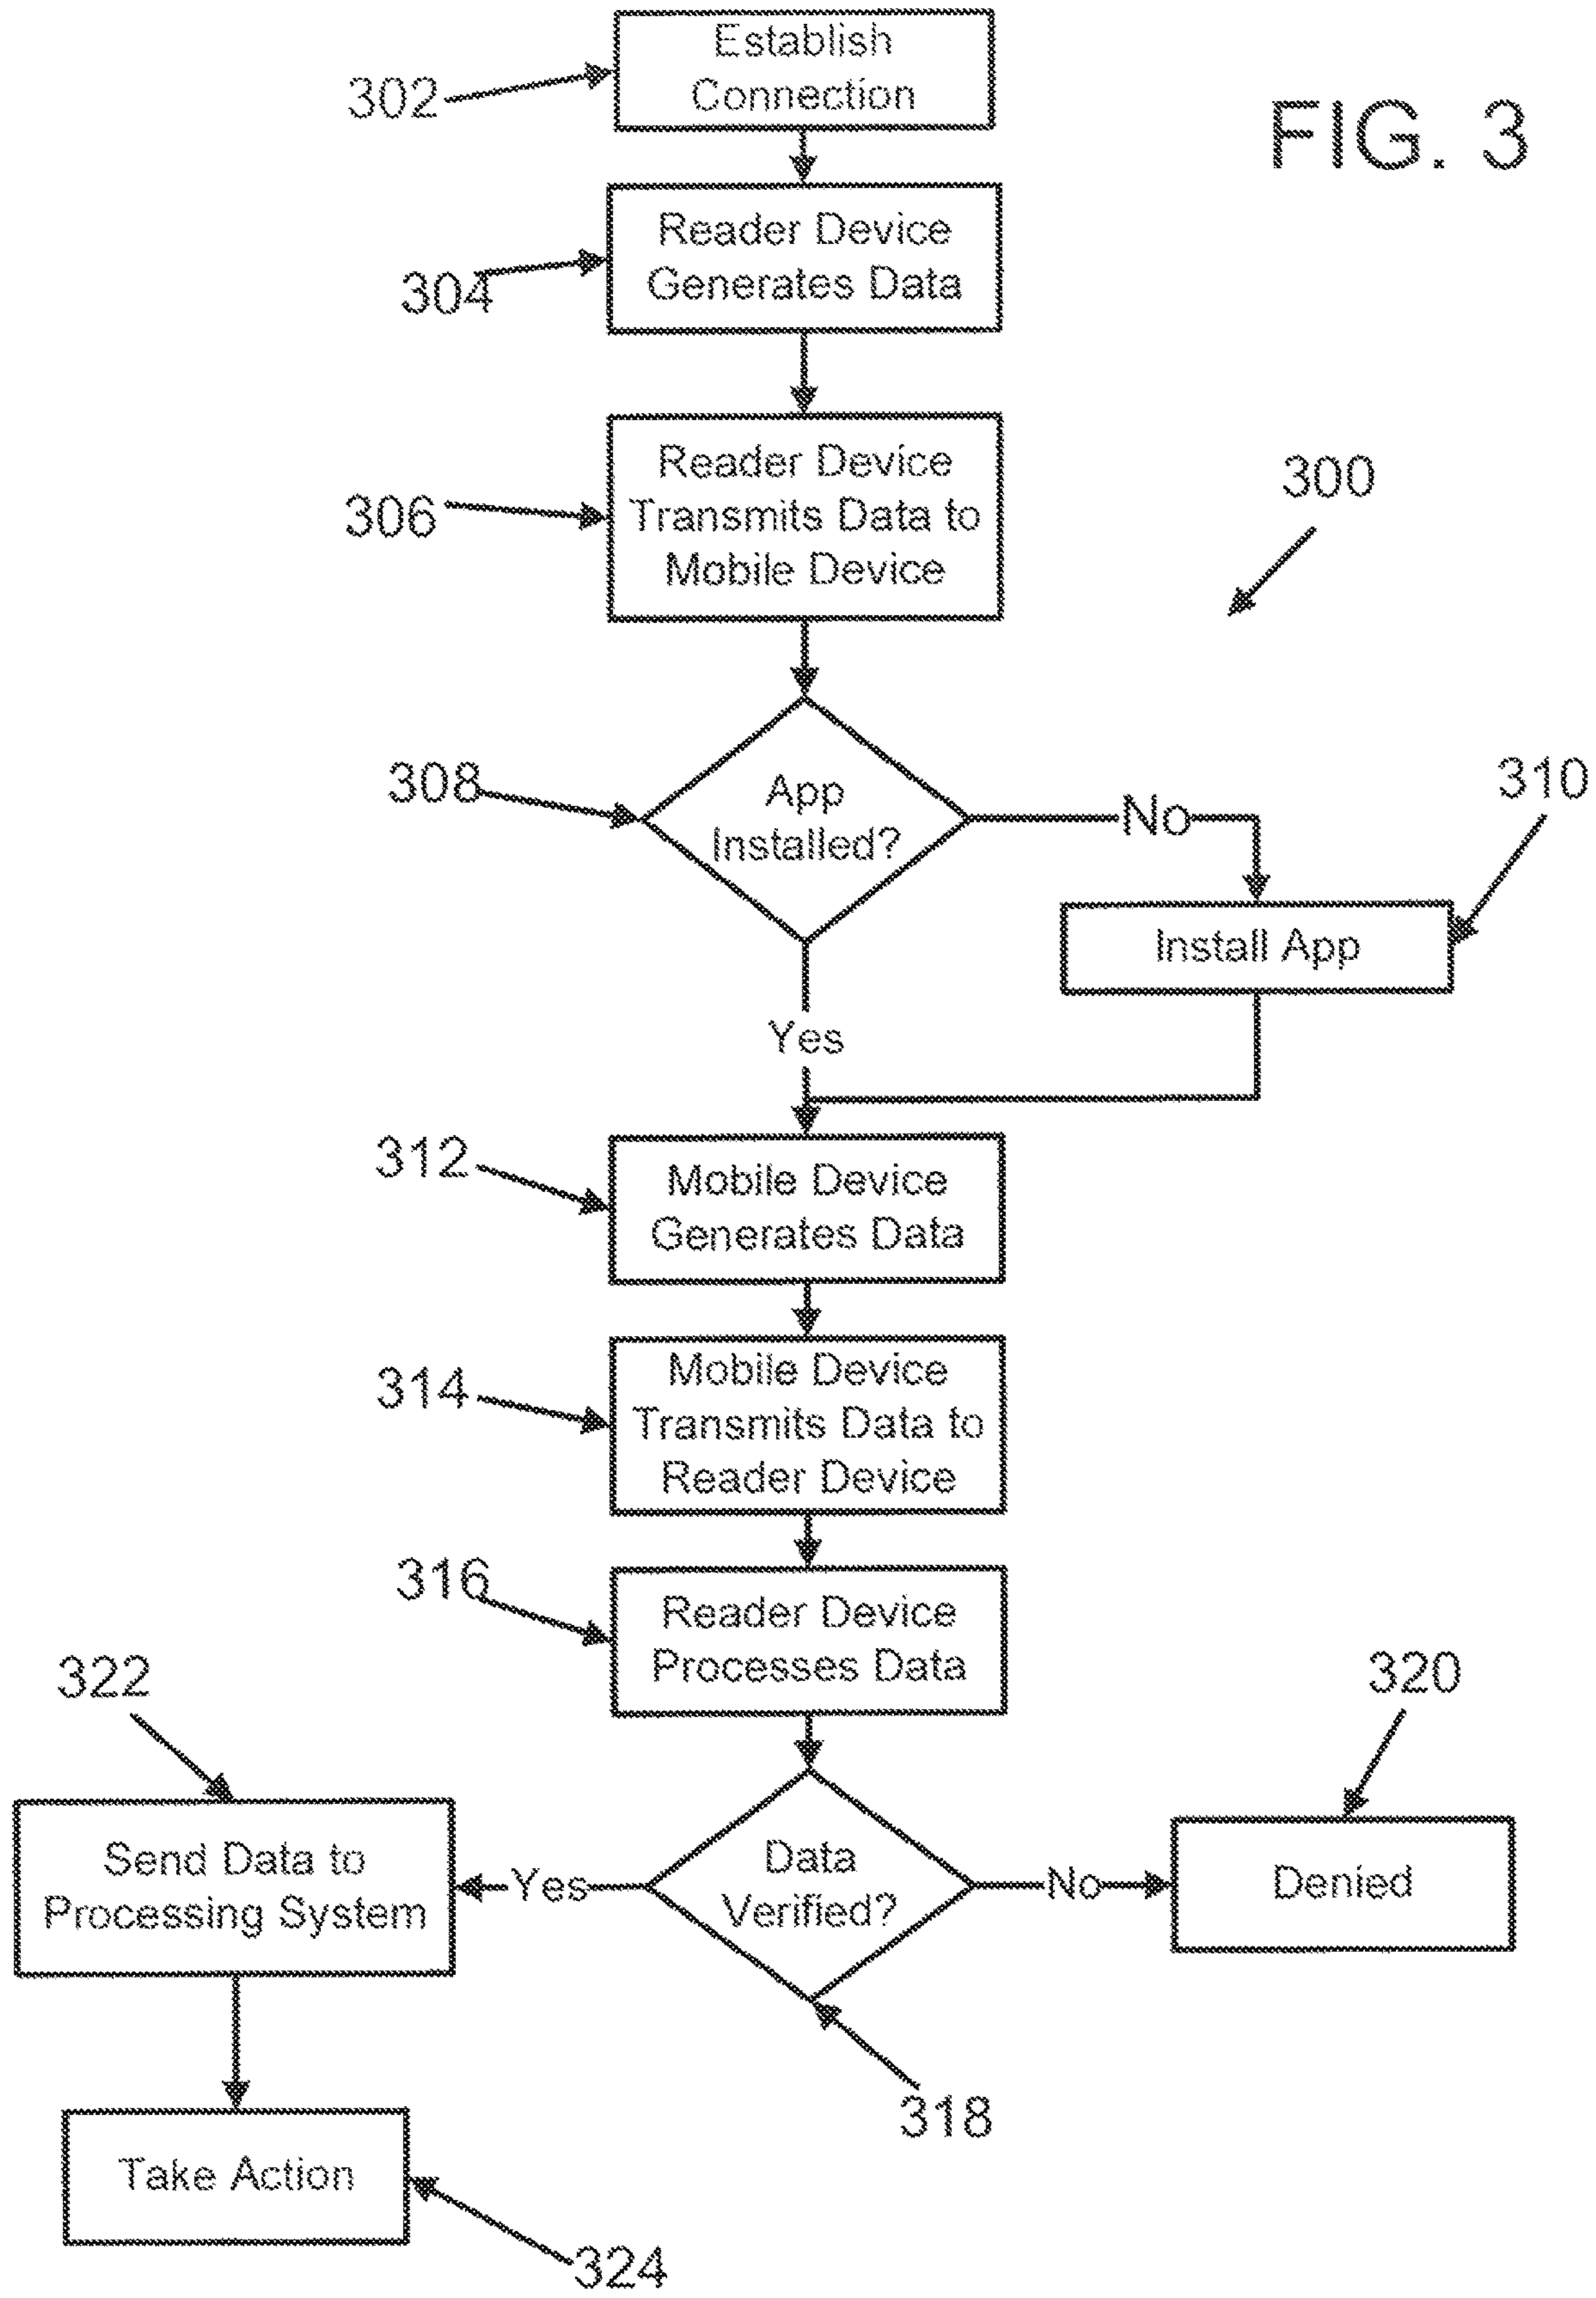 FIG. 3
300
302
Establish
Connection
304
Reader Device
Generates Data
306
Reader Device
Transmits Data to
Mobile Device
308
App
Installed?
No
310
Install App
Yes
312
Mobile Device
Generates Data
314
Mobile Device
Transmits Data to
Reader Device
316
Reader Device
Processes Data
322
Send Data to
Processing System
Yes
Data
Verified?
No
320
Denied
318
Take Action
324